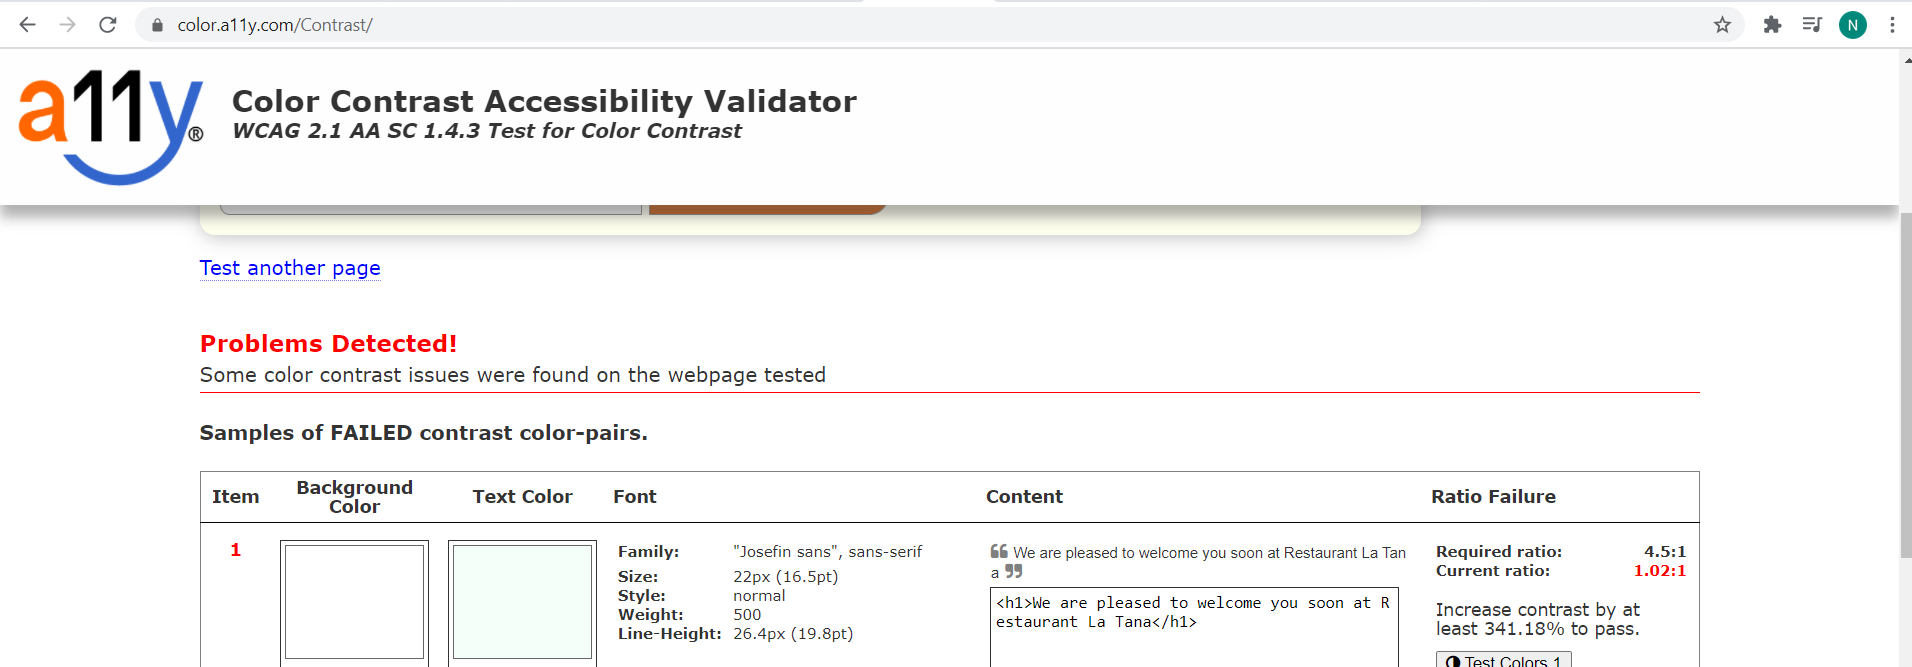 color.a11y.com/Contrast/
N
a11y®
Color Contrast Accessibility Validator
WCAG 2.1 AA SC 1.4.3 Test for Color Contrast
Test another page
Problems Detected!
Some color contrast issues were found on the webpage tested
Samples of FAILED contrast color-pairs.
Item Background Color Text Color Font Content Ratio Failure
1
Family: "Josefin sans", sans-serif
Size: 22px (16.5pt)
Style: normal
Weight: 500
Line-Height: 26.4px (19.8pt)
❝ We are pleased to welcome you soon at Restaurant La Tan
a ❞
<h1>We are pleased to welcome you soon at R
estaurant La Tana</h1>
Required ratio: 4.5:1
Current ratio: 1.02:1
Increase contrast by at
least 341.18% to pass.
Test Colors 1